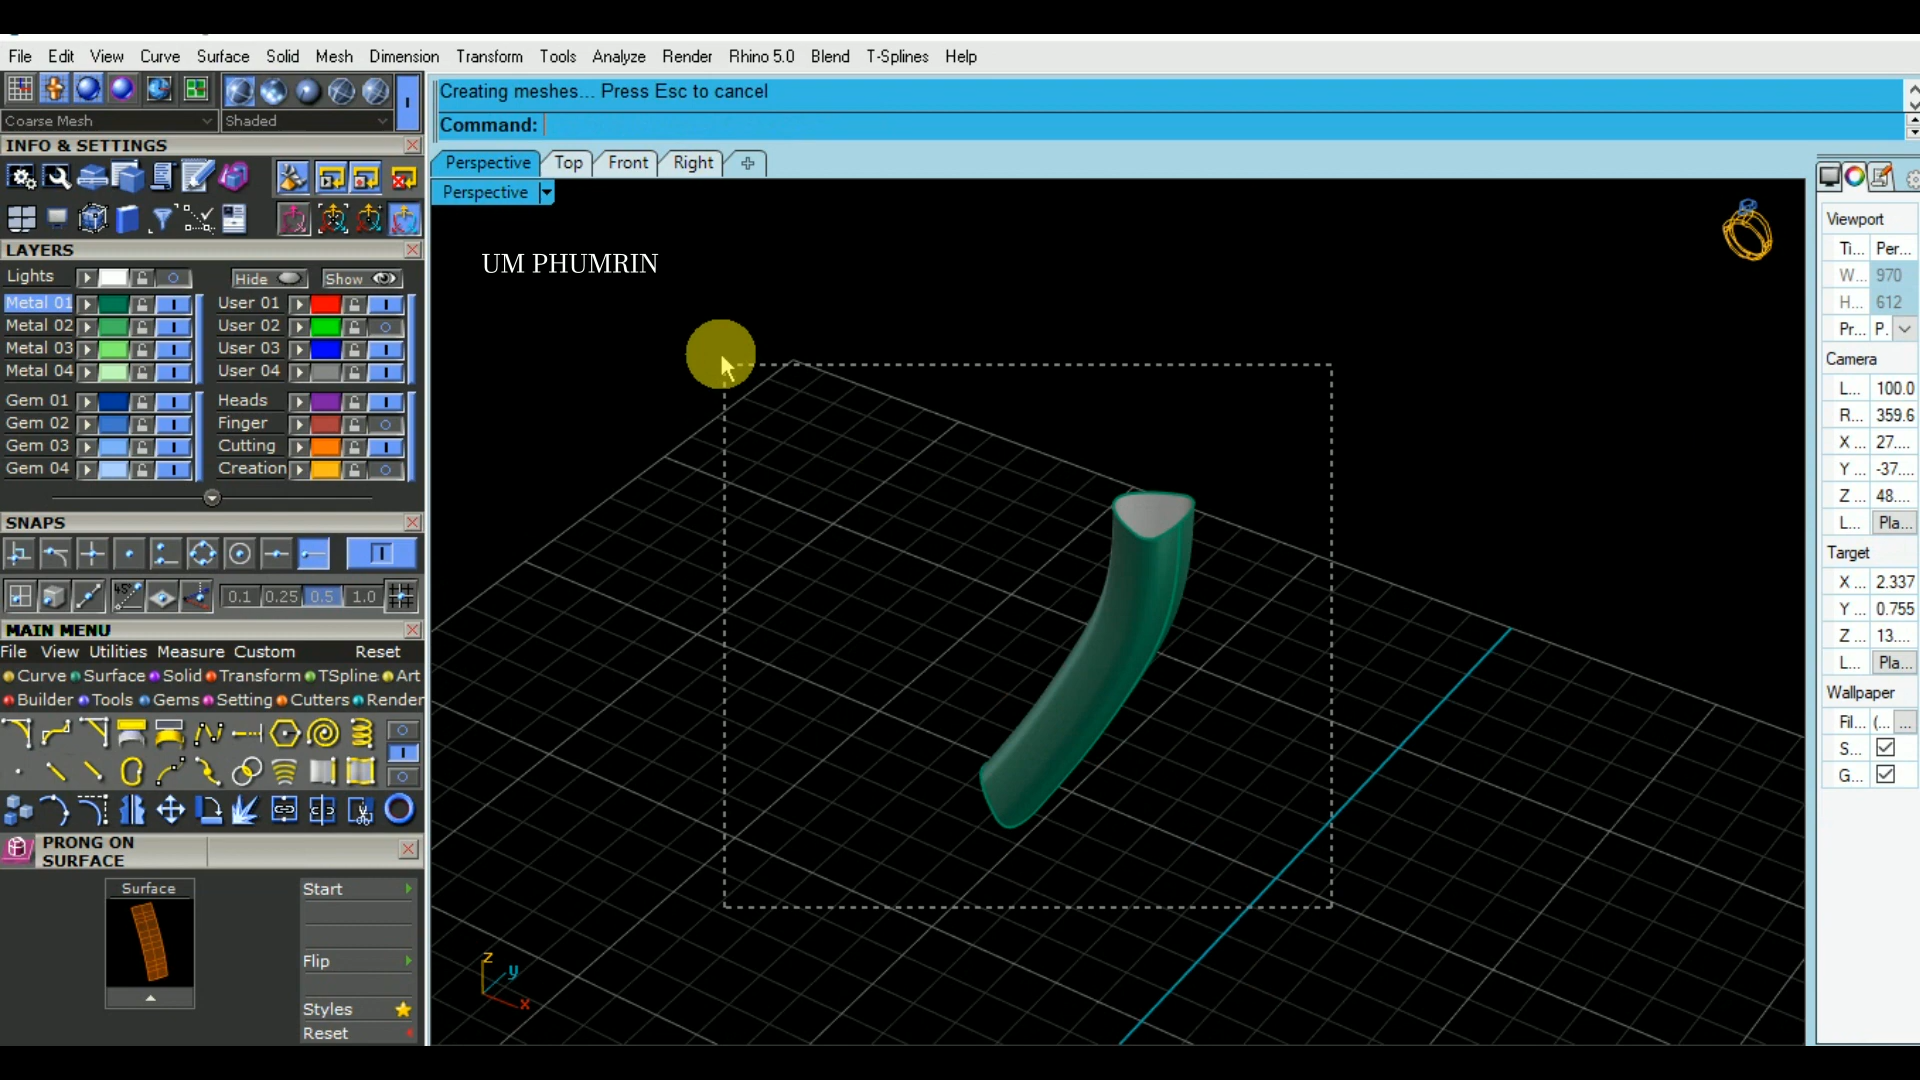 File Edit View Curve Surface Solid Mesh Dimension Transform Tools Analyze Render Rhino 5.0 Blend T-Splines Help
Creating meshes... Press Esc to cancel
Command:
Coarse Mesh Shaded
INFO & SETTINGS
Perspective Top Front Right
Perspective
UM PHUMRIN
LAYERS
Lights Hide Show
Metal 01 User 01
Metal 02 User 02
Metal 03 User 03
Metal 04 User 04
Gem 01 Heads
Gem 02 Finger
Gem 03 Cutting
Gem 04 Creation
SNAPS
45°
0.1 0.25 0.5 1.0
MAIN MENU
File View Utilities Measure Custom Reset
Curve Surface Solid Transform TSpline Art
Builder Tools Gems Setting Cutters Render
PRONG ON
SURFACE
Surface
Start
Flip
Styles
Reset
z
y
x
Viewport
Ti... Per...
W... 970
H... 612
Pr... P.
Camera
L... 100.0
R... 359.6
X ... 27....
Y ... -37....
Z ... 48....
L... Pla...
Target
X ... 2.337
Y ... 0.755
Z ... 13....
L... Pla...
Wallpaper
Fil... (... ...
S...
G...